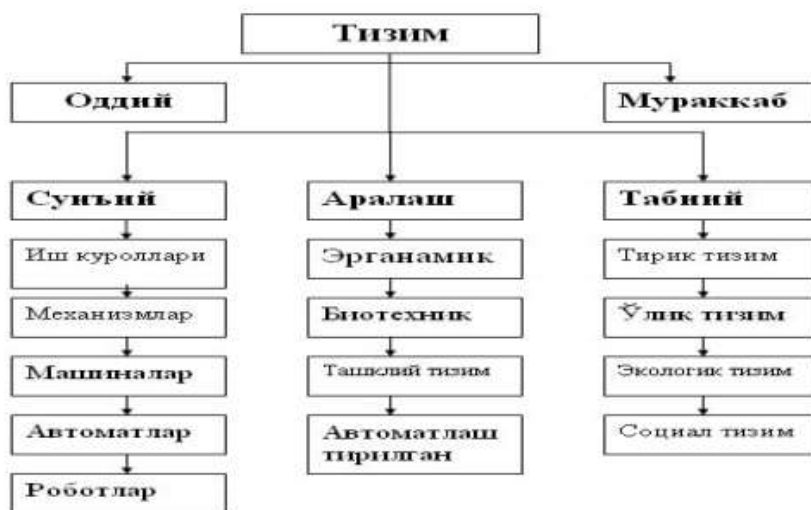 Тизим
Оддий
Мураккаб
Сунъий
Аралаш
Табиий
Иш куроллари
Эрганамик
Тирик тизим
Механизмлар
Биотехник
Ўлик тизим
Машиналар
Ташклий тизим
Экологик тизим
Автоматлар
Автоматлаш
тирилган
Социал тизим
Роботлар